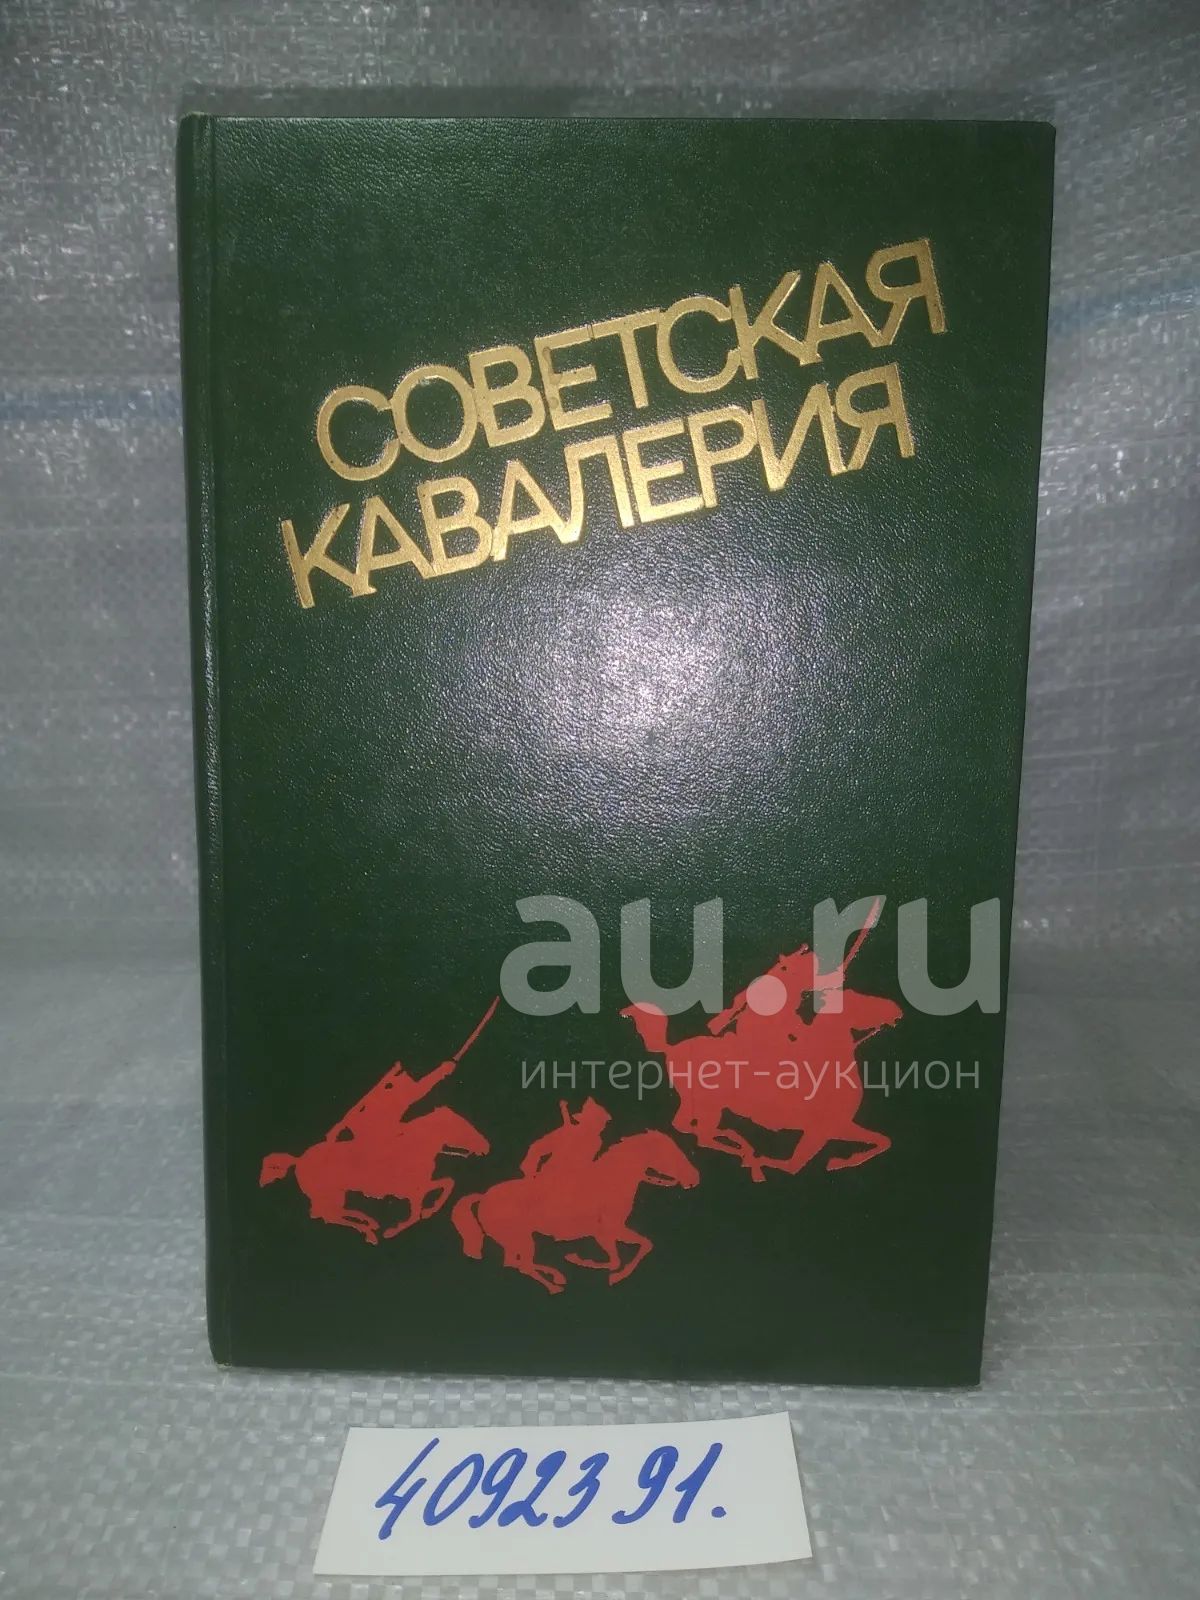 СОВЕТСКАЯ
КАВАЛЕРИЯ
au.ru
интернет-аукцион
4092391.